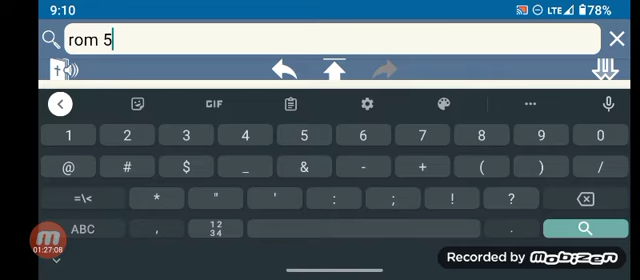 9:10 LTE 78%
rom 5
GIF
1 2 3 4 5 6 7 8 9 0
@ # $ _ & - + ( ) /
=\< * " ' : ; ! ?
ABC , 12 34 .
01:27:08
Recorded by mobizen